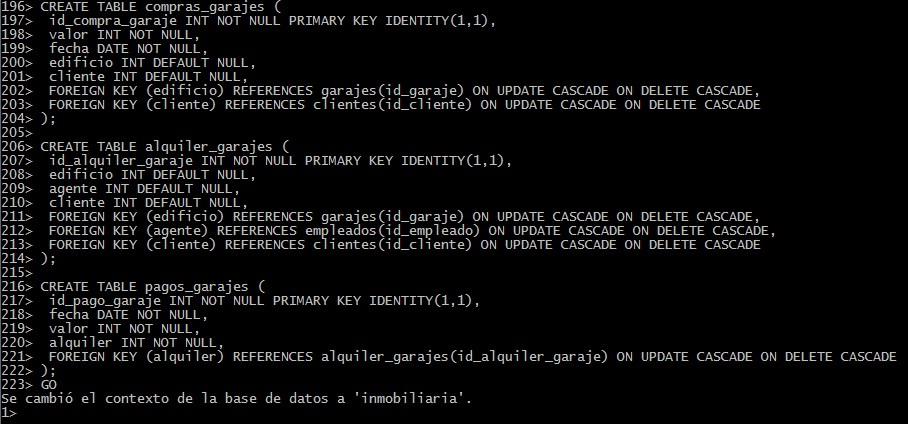 196> CREATE TABLE compras_garajes (
197>  id_compra_garaje INT NOT NULL PRIMARY KEY IDENTITY(1,1),
198>  valor INT NOT NULL,
199>  fecha DATE NOT NULL,
200>  edificio INT DEFAULT NULL,
201>  cliente INT DEFAULT NULL,
202>  FOREIGN KEY (edificio) REFERENCES garajes(id_garaje) ON UPDATE CASCADE ON DELETE CASCADE,
203>  FOREIGN KEY (cliente) REFERENCES clientes(id_cliente) ON UPDATE CASCADE ON DELETE CASCADE
204> );
205>
206> CREATE TABLE alquiler_garajes (
207>  id_alquiler_garaje INT NOT NULL PRIMARY KEY IDENTITY(1,1),
208>  edificio INT DEFAULT NULL,
209>  agente INT DEFAULT NULL,
210>  cliente INT DEFAULT NULL,
211>  FOREIGN KEY (edificio) REFERENCES garajes(id_garaje) ON UPDATE CASCADE ON DELETE CASCADE,
212>  FOREIGN KEY (agente) REFERENCES empleados(id_empleado) ON UPDATE CASCADE ON DELETE CASCADE,
213>  FOREIGN KEY (cliente) REFERENCES clientes(id_cliente) ON UPDATE CASCADE ON DELETE CASCADE
214> );
215>
216> CREATE TABLE pagos_garajes (
217>  id_pago_garaje INT NOT NULL PRIMARY KEY IDENTITY(1,1),
218>  fecha DATE NOT NULL,
219>  valor INT NOT NULL,
220>  alquiler INT NOT NULL,
221>  FOREIGN KEY (alquiler) REFERENCES alquiler_garajes(id_alquiler_garaje) ON UPDATE CASCADE ON DELETE CASCADE
222> );
223> GO
Se cambió el contexto de la base de datos a 'inmobiliaria'.
1>